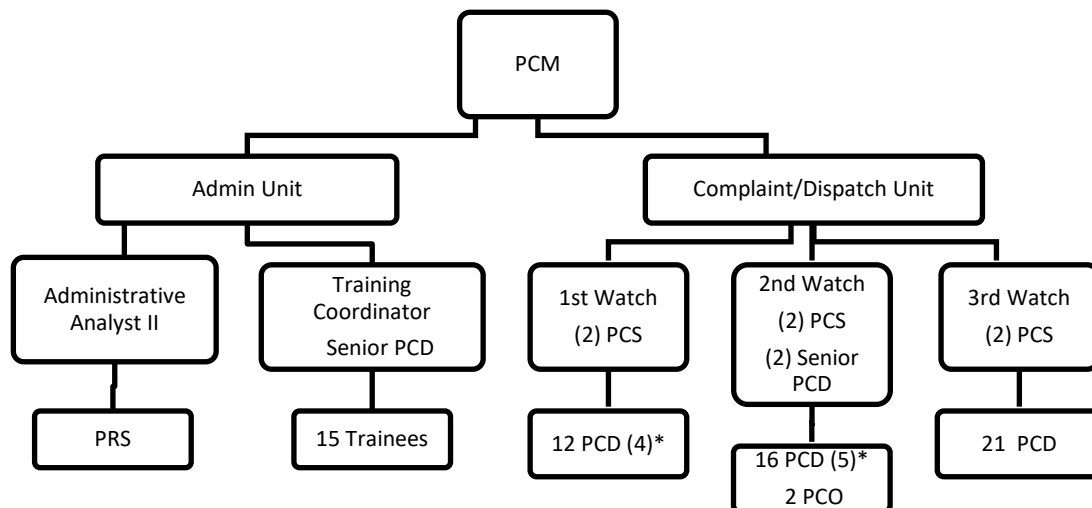 PCM
Admin Unit
Complaint/Dispatch Unit
Administrative
Analyst II
Training
Coordinator
Senior PCD
1st Watch
(2) PCS
2nd Watch
(2) PCS
(2) Senior
PCD
3rd Watch
(2) PCS
PRS
15 Trainees
12 PCD (4)*
16 PCD (5)*
2 PCO
21 PCD